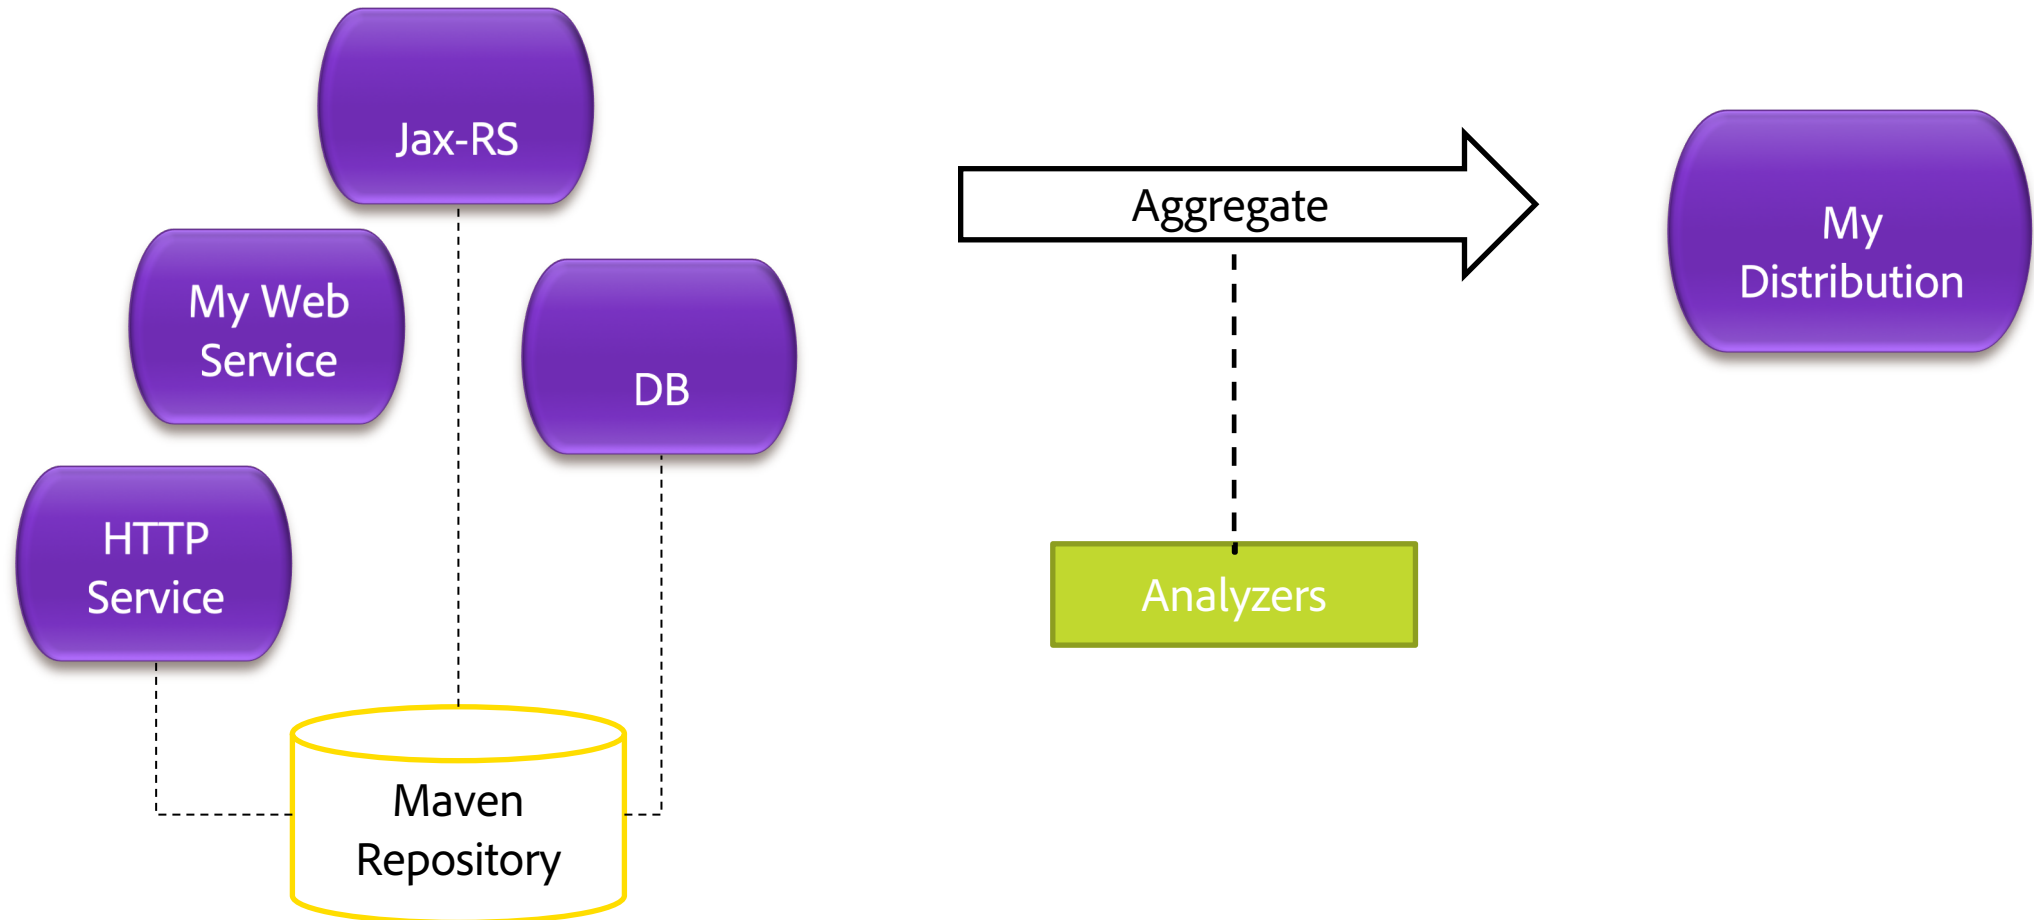 Jax-RS
My Web
Service
DB
HTTP
Service
Maven
Repository
Aggregate
Analyzers
My
Distribution